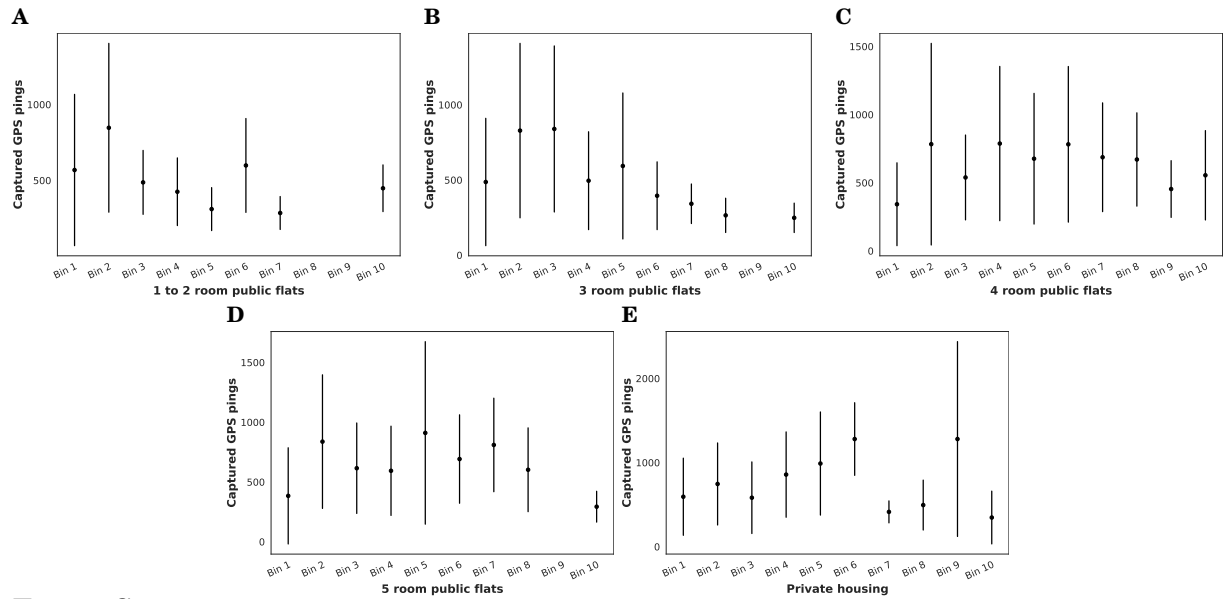 A
Captured GPS pings
1000
500
Bin 1 Bin 2 Bin 3 Bin 4 Bin 5 Bin 6 Bin 7 Bin 8 Bin 9 Bin 10
1 to 2 room public flats
B
Captured GPS pings
1000
500
0
Bin 1 Bin 2 Bin 3 Bin 4 Bin 5 Bin 6 Bin 7 Bin 8 Bin 9 Bin 10
3 room public flats
C
Captured GPS pings
1500
1000
500
0
Bin 1 Bin 2 Bin 3 Bin 4 Bin 5 Bin 6 Bin 7 Bin 8 Bin 9 Bin 10
4 room public flats
D
Captured GPS pings
1500
1000
500
0
Bin 1 Bin 2 Bin 3 Bin 4 Bin 5 Bin 6 Bin 7 Bin 8 Bin 9 Bin 10
5 room public flats
E
Captured GPS pings
2000
1000
0
Bin 1 Bin 2 Bin 3 Bin 4 Bin 5 Bin 6 Bin 7 Bin 8 Bin 9 Bin 10
Private housing